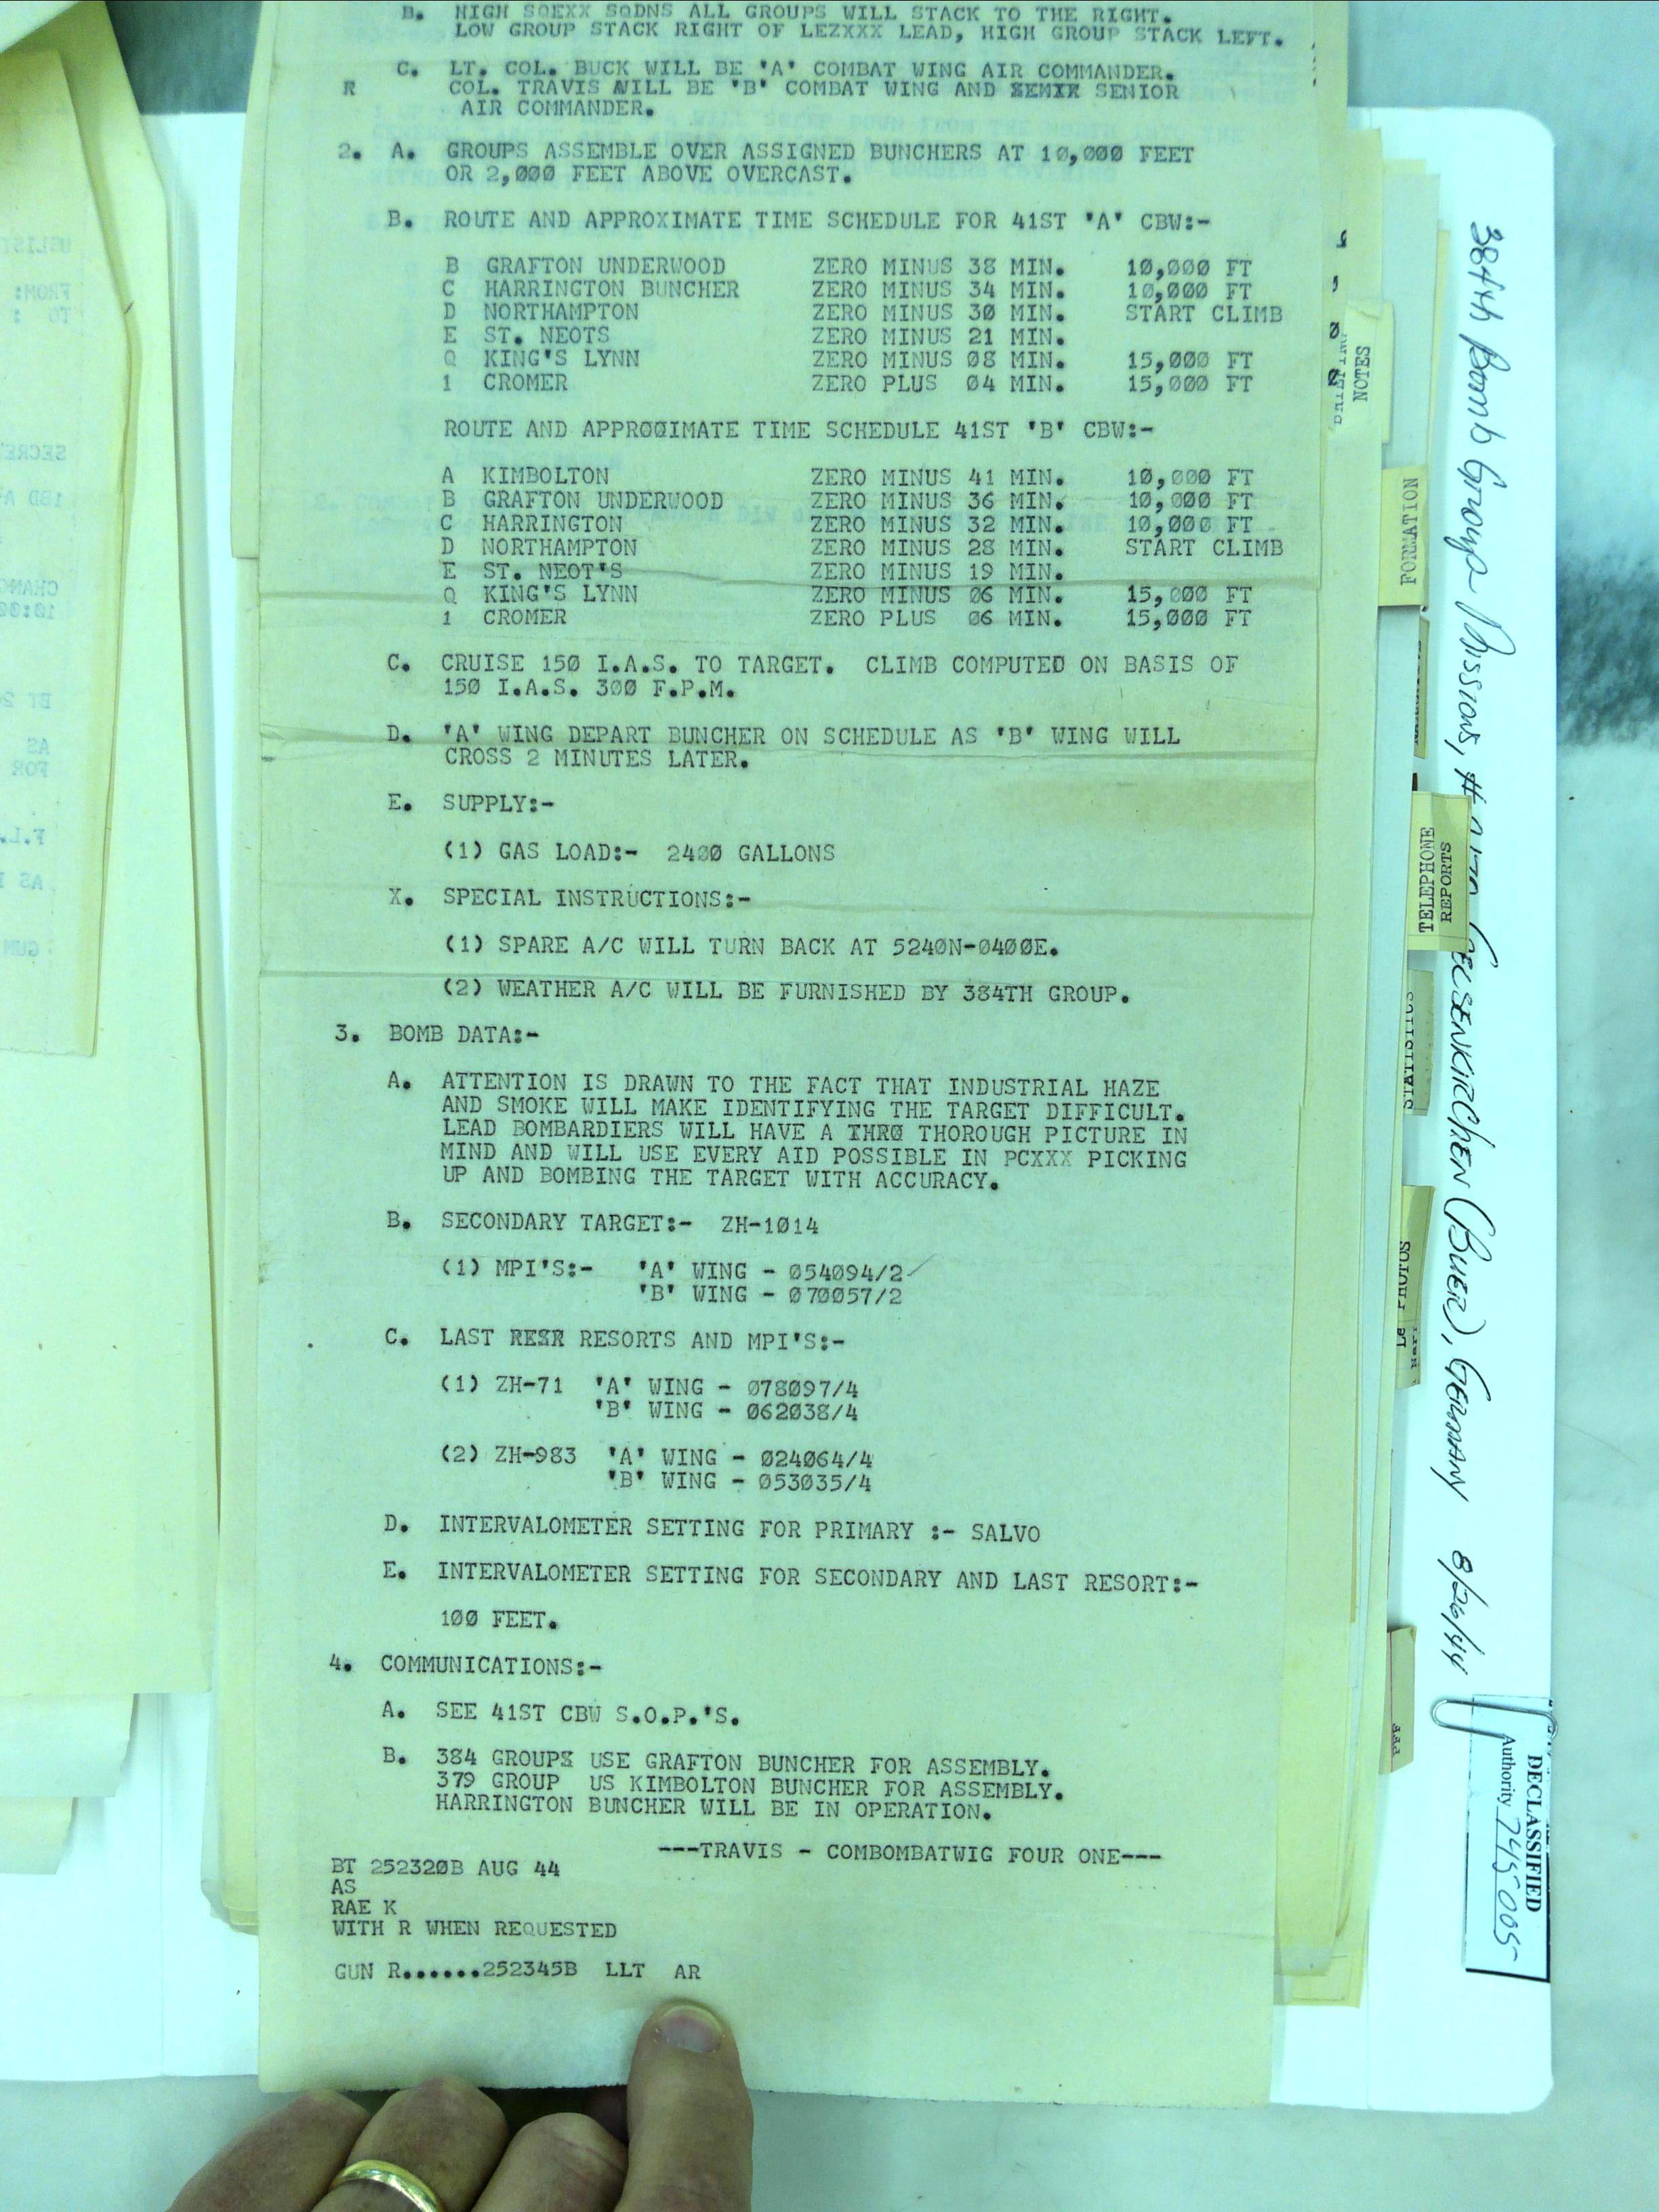 B. HIGH SQEXX SQDNS ALL GROUPS WILL STACK TO THE RIGHT.
LOW GROUP STACK RIGHT OF LEZXXX LEAD, HIGH GROUP STACK LEFT.
C. LT. COL. BUCK WILL BE 'A' COMBAT WING AIR COMMANDER.
R COL. TRAVIS WILL BE 'B' COMBAT WING AND SENIOR
AIR COMMANDER.
2. A. GROUPS ASSEMBLE OVER ASSIGNED BUNCHERS AT 10,000 FEET
OR 2,000 FEET ABOVE OVERCAST.
B. ROUTE AND APPROXIMATE TIME SCHEDULE FOR 41ST 'A' CBW:-
B GRAFTON UNDERWOOD ZERO MINUS 38 MIN. 10,000 FT
C HARRINGTON BUNCHER ZERO MINUS 34 MIN. 10,000 FT
D NORTHAMPTON ZERO MINUS 30 MIN. START CLIMB
E ST. NEOTS ZERO MINUS 21 MIN.
Q KING'S LYNN ZERO MINUS 08 MIN. 15,000 FT
1 CROMER ZERO PLUS 04 MIN. 15,000 FT
ROUTE AND APPRØØIMATE TIME SCHEDULE 41ST 'B' CBW:-
A KIMBOLTON ZERO MINUS 41 MIN. 10,000 FT
B GRAFTON UNDERWOOD ZERO MINUS 36 MIN. 10,000 FT
C HARRINGTON ZERO MINUS 32 MIN. 10,000 FT
D NORTHAMPTON ZERO MINUS 28 MIN. START CLIMB
E ST. NEOT'S ZERO MINUS 19 MIN.
Q KING'S LYNN ZERO MINUS 06 MIN. 15,000 FT
1 CROMER ZERO PLUS 06 MIN. 15,000 FT
C. CRUISE 150 I.A.S. TO TARGET. CLIMB COMPUTED ON BASIS OF
150 I.A.S. 300 F.P.M.
D. 'A' WING DEPART BUNCHER ON SCHEDULE AS 'B' WING WILL
CROSS 2 MINUTES LATER.
E. SUPPLY:-
(1) GAS LOAD:- 2400 GALLONS
X. SPECIAL INSTRUCTIONS:-
(1) SPARE A/C WILL TURN BACK AT 5240N-0400E.
(2) WEATHER A/C WILL BE FURNISHED BY 384TH GROUP.
3. BOMB DATA:-
A. ATTENTION IS DRAWN TO THE FACT THAT INDUSTRIAL HAZE
AND SMOKE WILL MAKE IDENTIFYING THE TARGET DIFFICULT.
LEAD BOMBARDIERS WILL HAVE A THRØ THOROUGH PICTURE IN
MIND AND WILL USE EVERY AID POSSIBLE IN PCXXX PICKING
UP AND BOMBING THE TARGET WITH ACCURACY.
B. SECONDARY TARGET:- ZH-1014
(1) MPI'S:- 'A' WING - 054094/2
'B' WING - 070057/2
C. LAST RESORTS AND MPI'S:-
(1) ZH-71 'A' WING - 078097/4
'B' WING - 062038/4
(2) ZH-983 'A' WING - 024064/4
'B' WING - 053035/4
D. INTERVALOMETER SETTING FOR PRIMARY :- SALVO
E. INTERVALOMETER SETTING FOR SECONDARY AND LAST RESORT:-
100 FEET.
4. COMMUNICATIONS:-
A. SEE 41ST CBW S.O.P.'S.
B. 384 GROUP USE GRAFTON BUNCHER FOR ASSEMBLY.
379 GROUP US KIMBOLTON BUNCHER FOR ASSEMBLY.
HARRINGTON BUNCHER WILL BE IN OPERATION.
---TRAVIS - COMBOMBATWIG FOUR ONE---
BT 252320B AUG 44
AS
RAE K
WITH R WHEN REQUESTED
GUN R......252345B LLT AR
384th Bomb Group Mission, # GELSENKIRCHEN (BUER), GERMANY 8/26/44
NOTES
FORMATION
TELEPHONE
REPORTS
STATISTICS
PHOTOS
DECLASSIFIED
Authority 745005